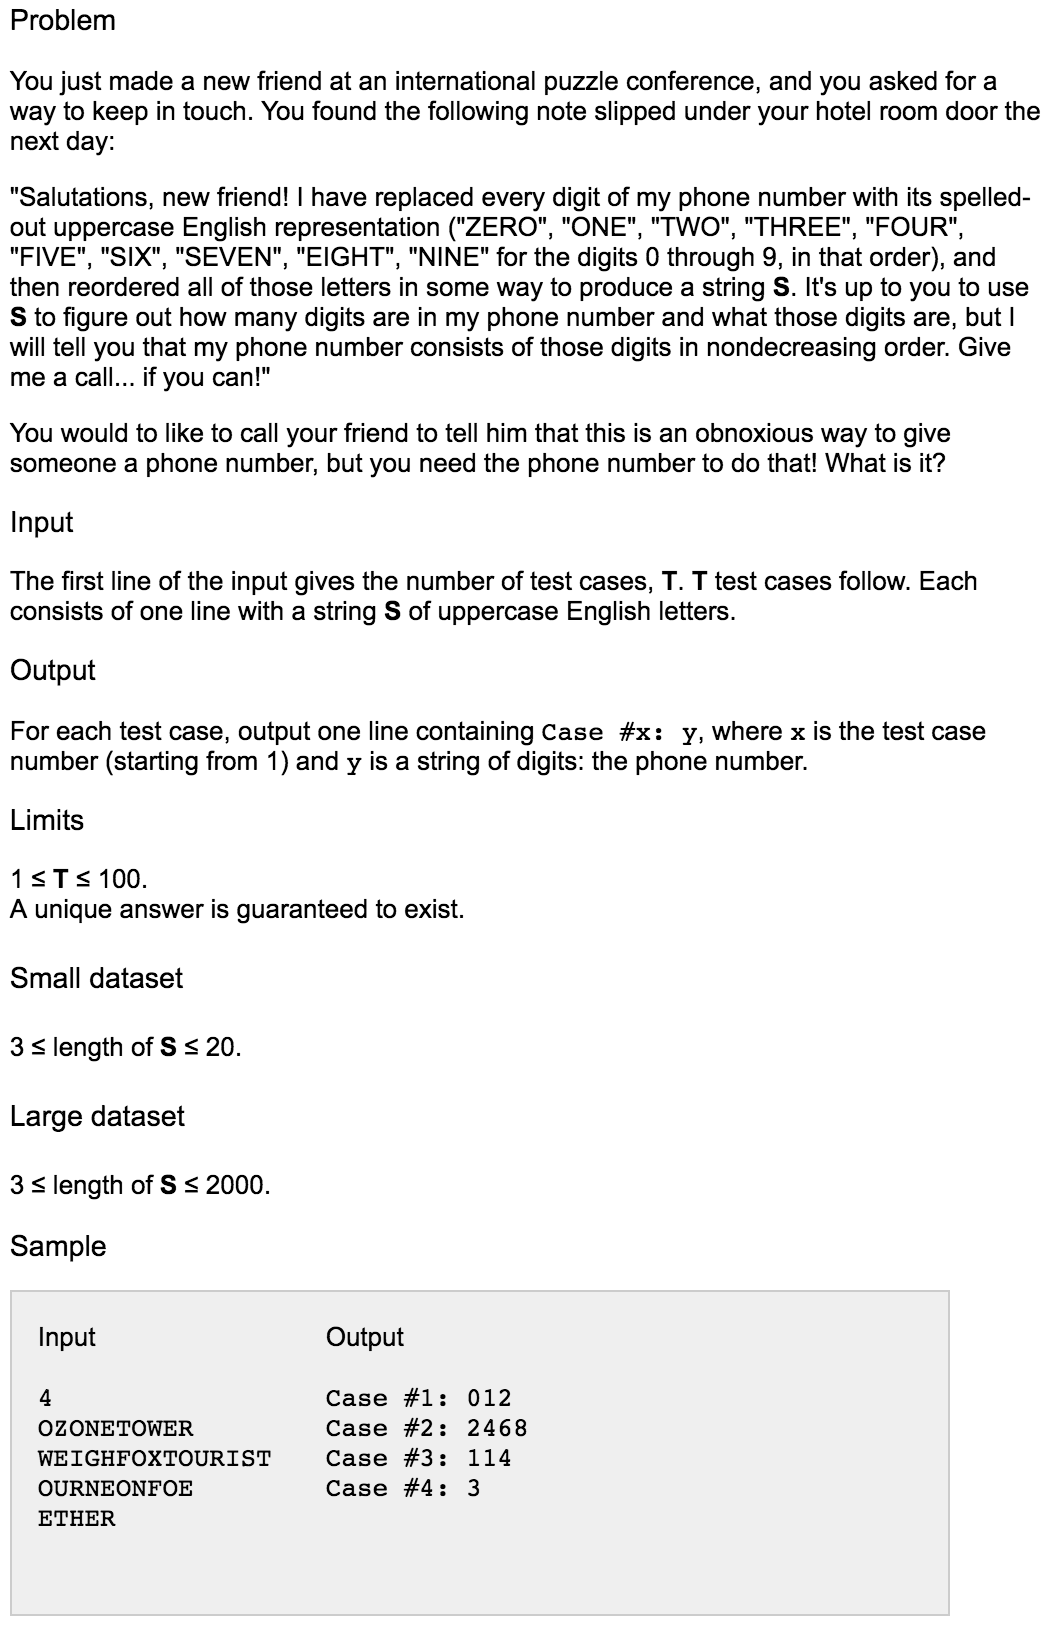 Problem
You just made a new friend at an international puzzle conference, and you asked for a
way to keep in touch. You found the following note slipped under your hotel room door the
next day:
"Salutations, new friend! I have replaced every digit of my phone number with its spelled-
out uppercase English representation ("ZERO", "ONE", "TWO", "THREE", "FOUR",
"FIVE", "SIX", "SEVEN", "EIGHT", "NINE" for the digits 0 through 9, in that order), and
then reordered all of those letters in some way to produce a string S. It's up to you to use
S to figure out how many digits are in my phone number and what those digits are, but I
will tell you that my phone number consists of those digits in nondecreasing order. Give
me a call... if you can!"
You would to like to call your friend to tell him that this is an obnoxious way to give
someone a phone number, but you need the phone number to do that! What is it?
Input
The first line of the input gives the number of test cases, T. T test cases follow. Each
consists of one line with a string S of uppercase English letters.
Output
For each test case, output one line containing Case #x: y, where x is the test case
number (starting from 1) and y is a string of digits: the phone number.
Limits
1 ≤ T ≤ 100.
A unique answer is guaranteed to exist.
Small dataset
3 ≤ length of S ≤ 20.
Large dataset
3 ≤ length of S ≤ 2000.
Sample
Input Output
4 Case #1: 012
OZONETOWER Case #2: 2468
WEIGHFOXTOURIST Case #3: 114
OURNEONFOE Case #4: 3
ETHER